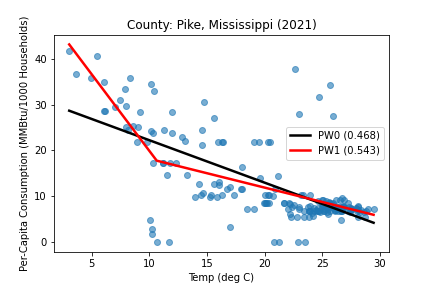 County: Pike, Mississippi (2021)
Per-Capita Consumption (MMBtu/1000 Households)
40
30
20
10
0
PW0 (0.468)
PW1 (0.543)
5 10 15 20 25 30
Temp (deg C)